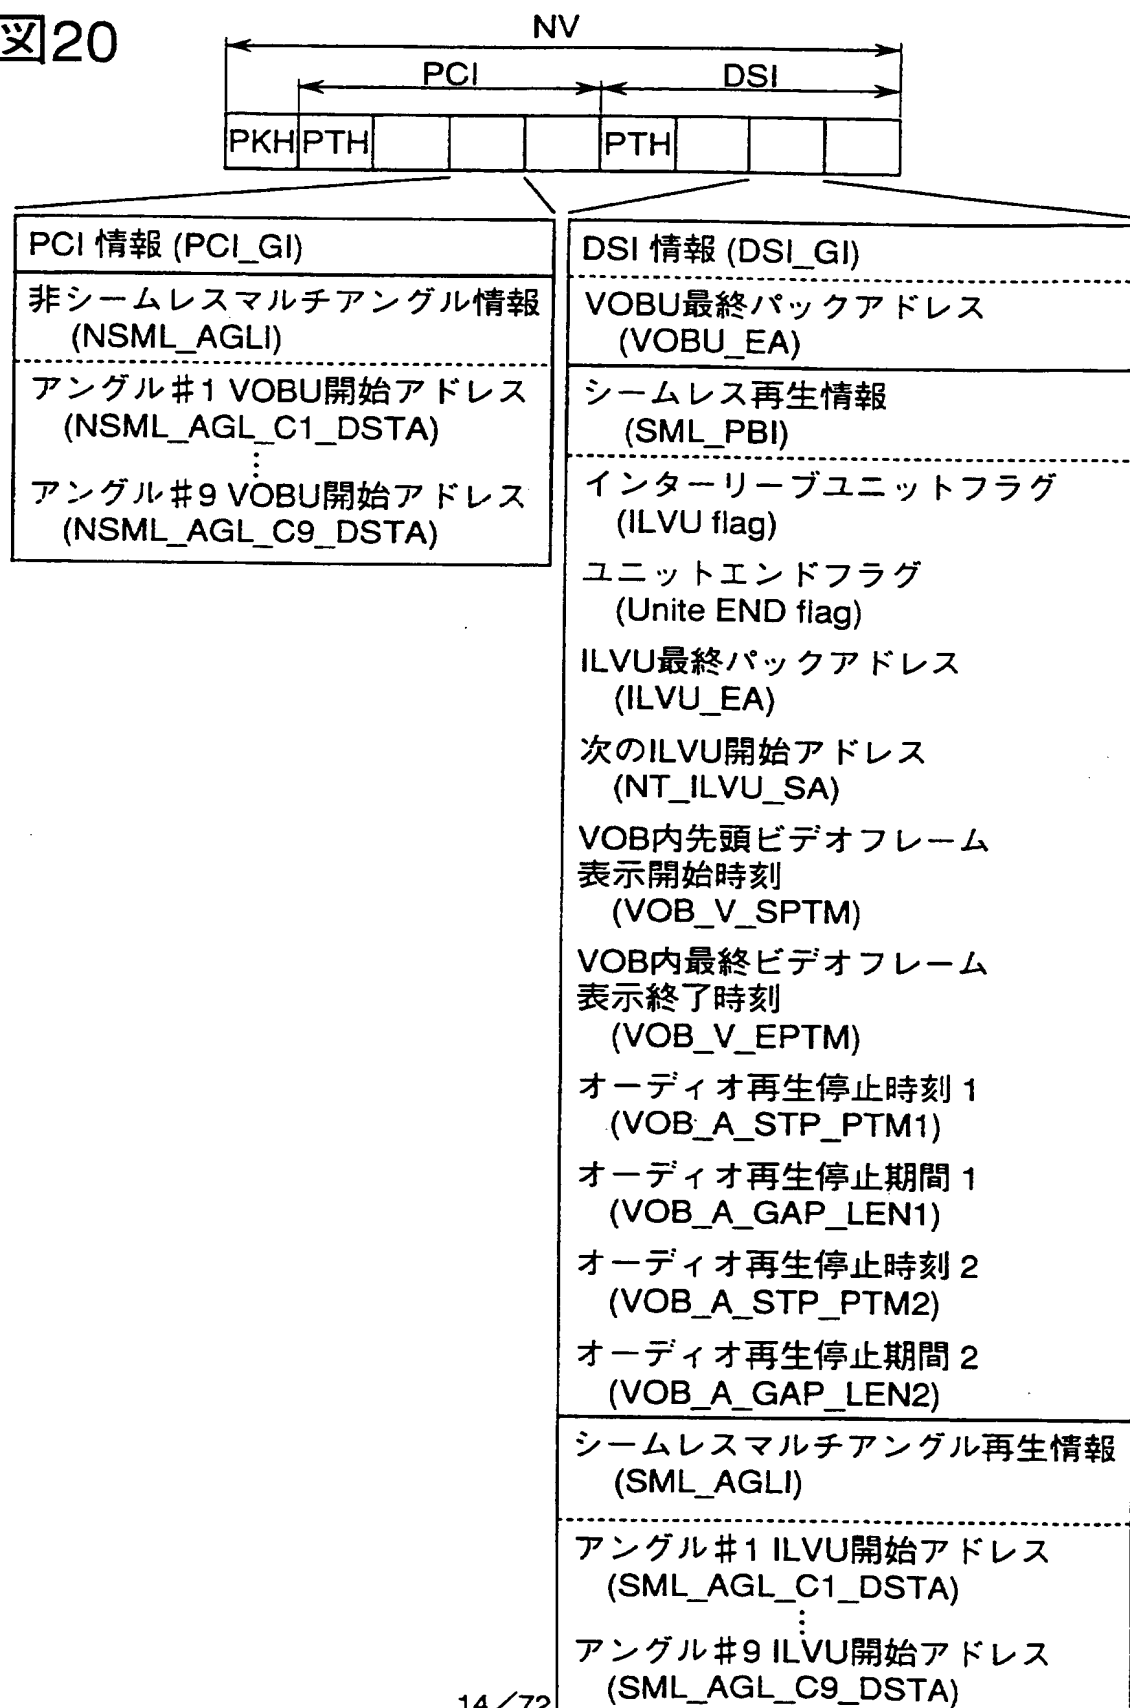 図20
NV
PCI
DSI
PKH PTH PTH
PCI 情報 (PCI_GI)
非シームレスマルチアングル情報
(NSML_AGLI)
アングル#1 VOBU開始アドレス
(NSML_AGL_C1_DSTA)
⋮
アングル#9 VOBU開始アドレス
(NSML_AGL_C9_DSTA)
DSI 情報 (DSI_GI)
VOBU最終パックアドレス
(VOBU_EA)
シームレス再生情報
(SML_PBI)
インターリーブユニットフラグ
(ILVU flag)
ユニットエンドフラグ
(Unite END flag)
ILVU最終パックアドレス
(ILVU_EA)
次のILVU開始アドレス
(NT_ILVU_SA)
VOB内先頭ビデオフレーム
表示開始時刻
(VOB_V_SPTM)
VOB内最終ビデオフレーム
表示終了時刻
(VOB_V_EPTM)
オーディオ再生停止時刻 1
(VOB_A_STP_PTM1)
オーディオ再生停止期間 1
(VOB_A_GAP_LEN1)
オーディオ再生停止時刻 2
(VOB_A_STP_PTM2)
オーディオ再生停止期間 2
(VOB_A_GAP_LEN2)
シームレスマルチアングル再生情報
(SML_AGLI)
アングル#1 ILVU開始アドレス
(SML_AGL_C1_DSTA)
⋮
アングル#9 ILVU開始アドレス
(SML_AGL_C9_DSTA)
14/72